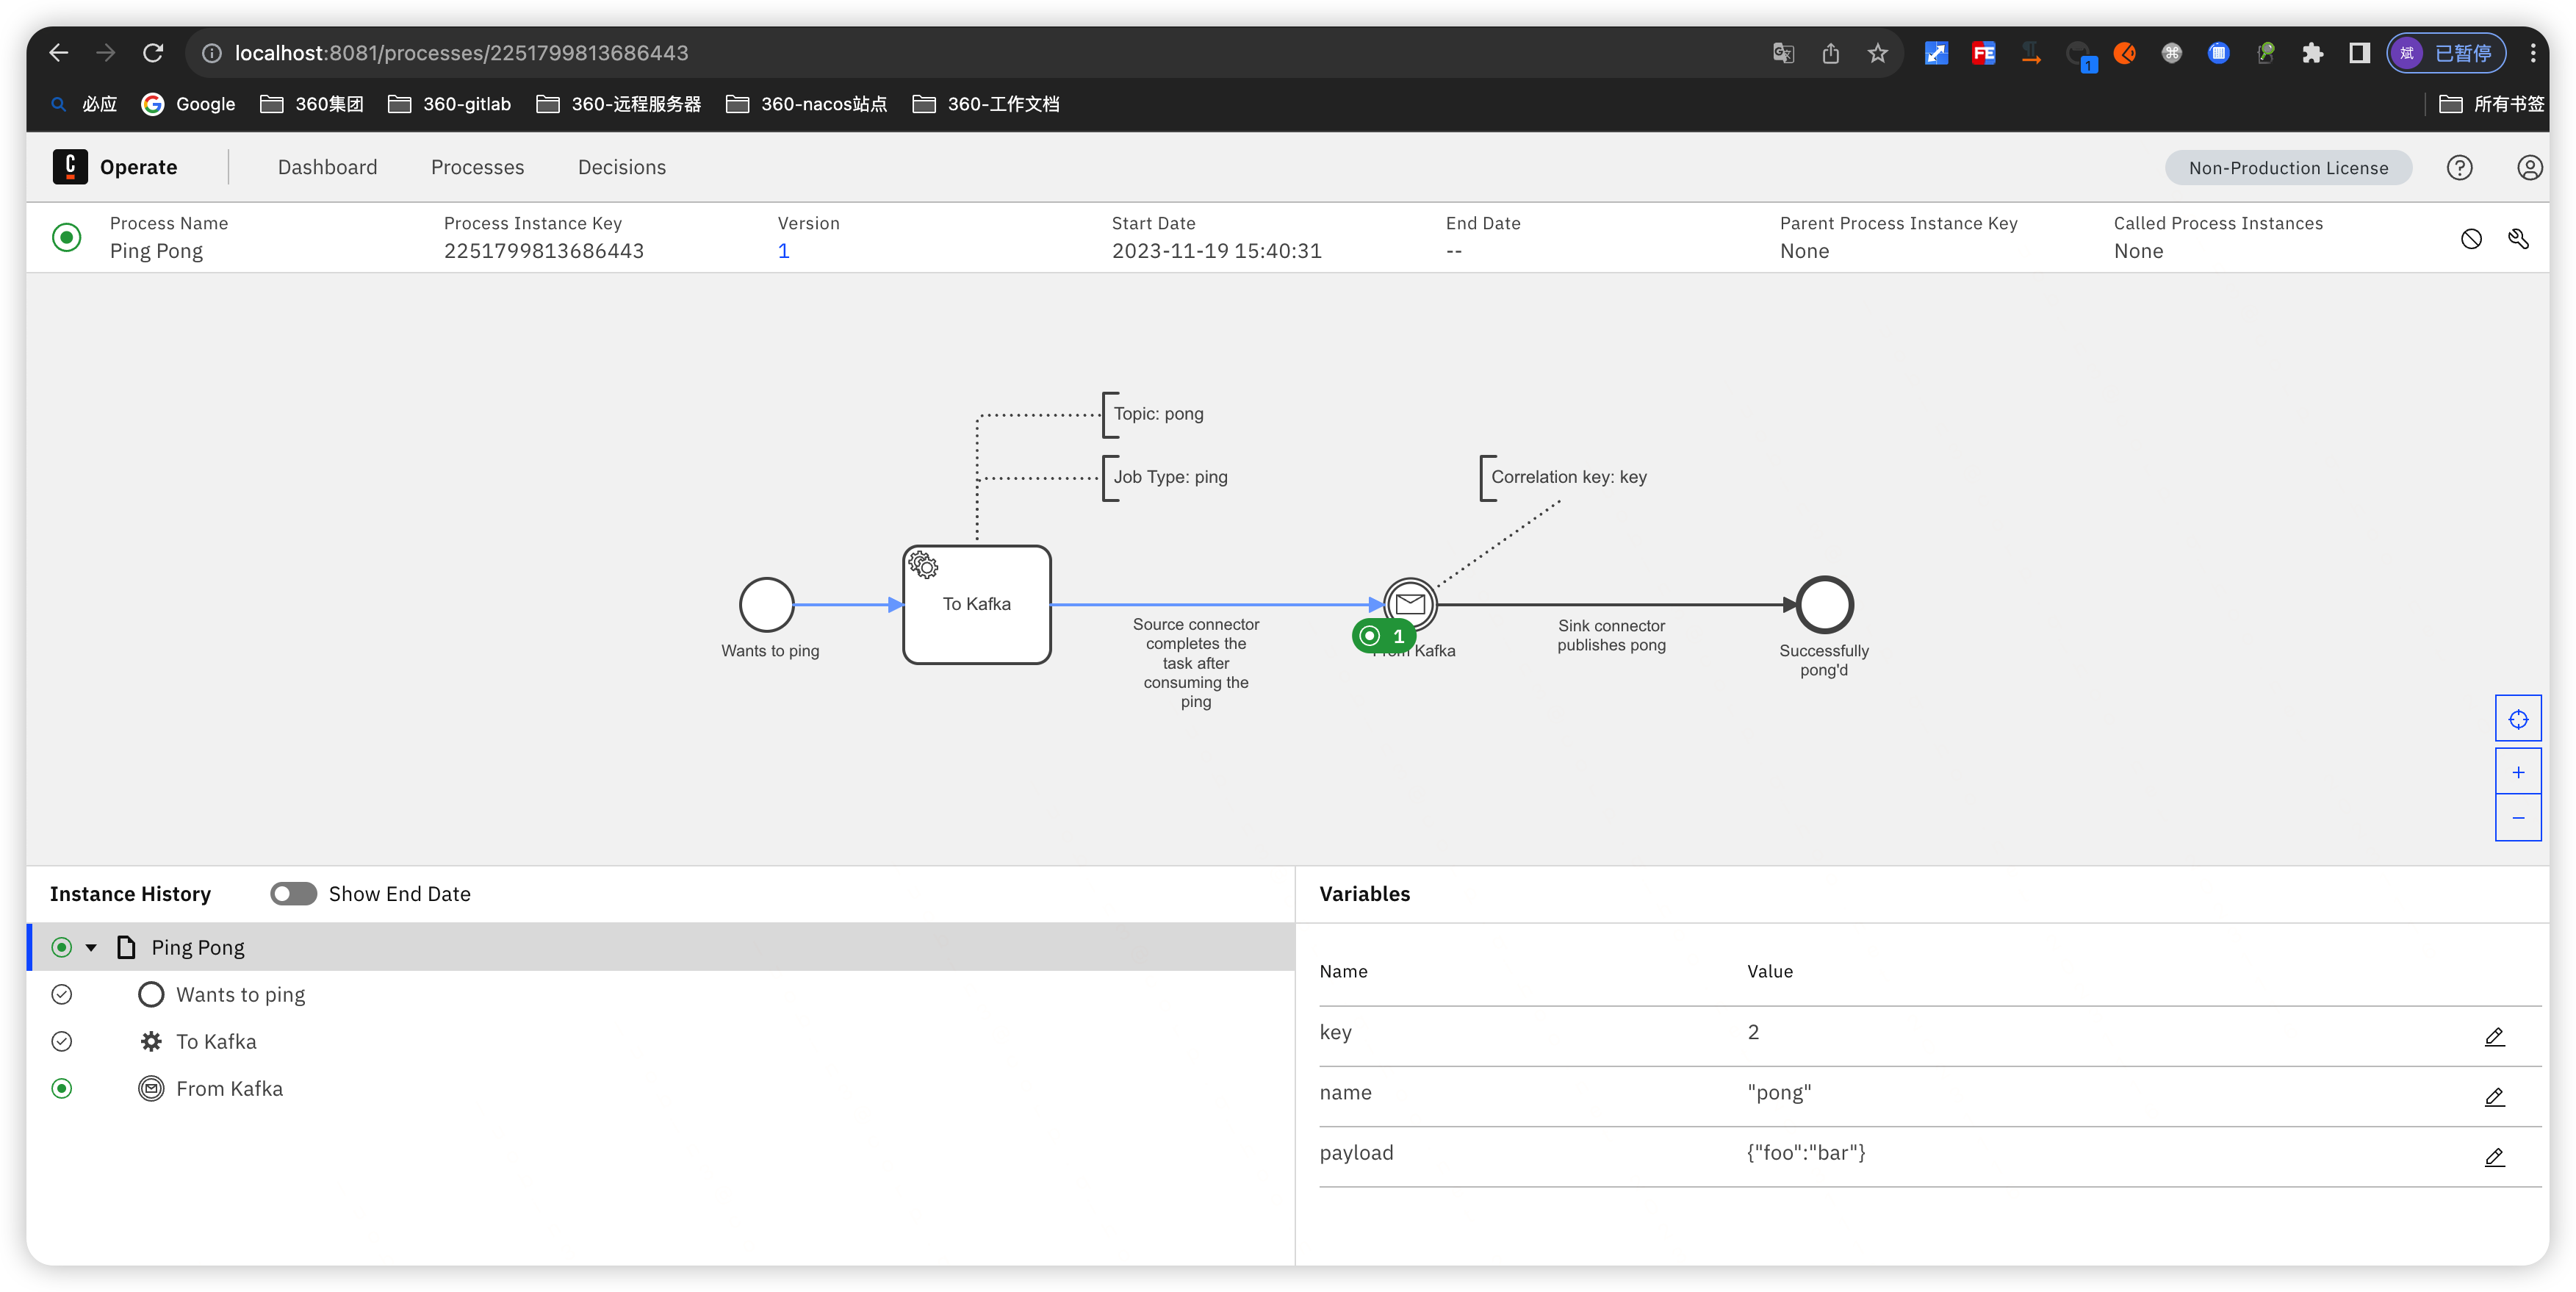 localhost:8081/processes/2251799813686443
FE
1
斌 已暂停
必应 Google 360集团 360-gitlab 360-远程服务器 360-nacos站点 360-工作文档 所有书签
C Operate Dashboard Processes Decisions Non-Production License
Process Name Process Instance Key Version Start Date End Date Parent Process Instance Key Called Process Instances
Ping Pong 2251799813686443 1 2023-11-19 15:40:31 -- None None
Topic: pong
Job Type: ping
Correlation key: key
To Kafka
Wants to ping
Source connector
completes the
task after
consuming the
ping
1
From Kafka
Sink connector
publishes pong
Successfully
pong'd
Instance History Show End Date
Ping Pong
Wants to ping
To Kafka
From Kafka
Variables
Name Value
key 2
name "pong"
payload {"foo":"bar"}